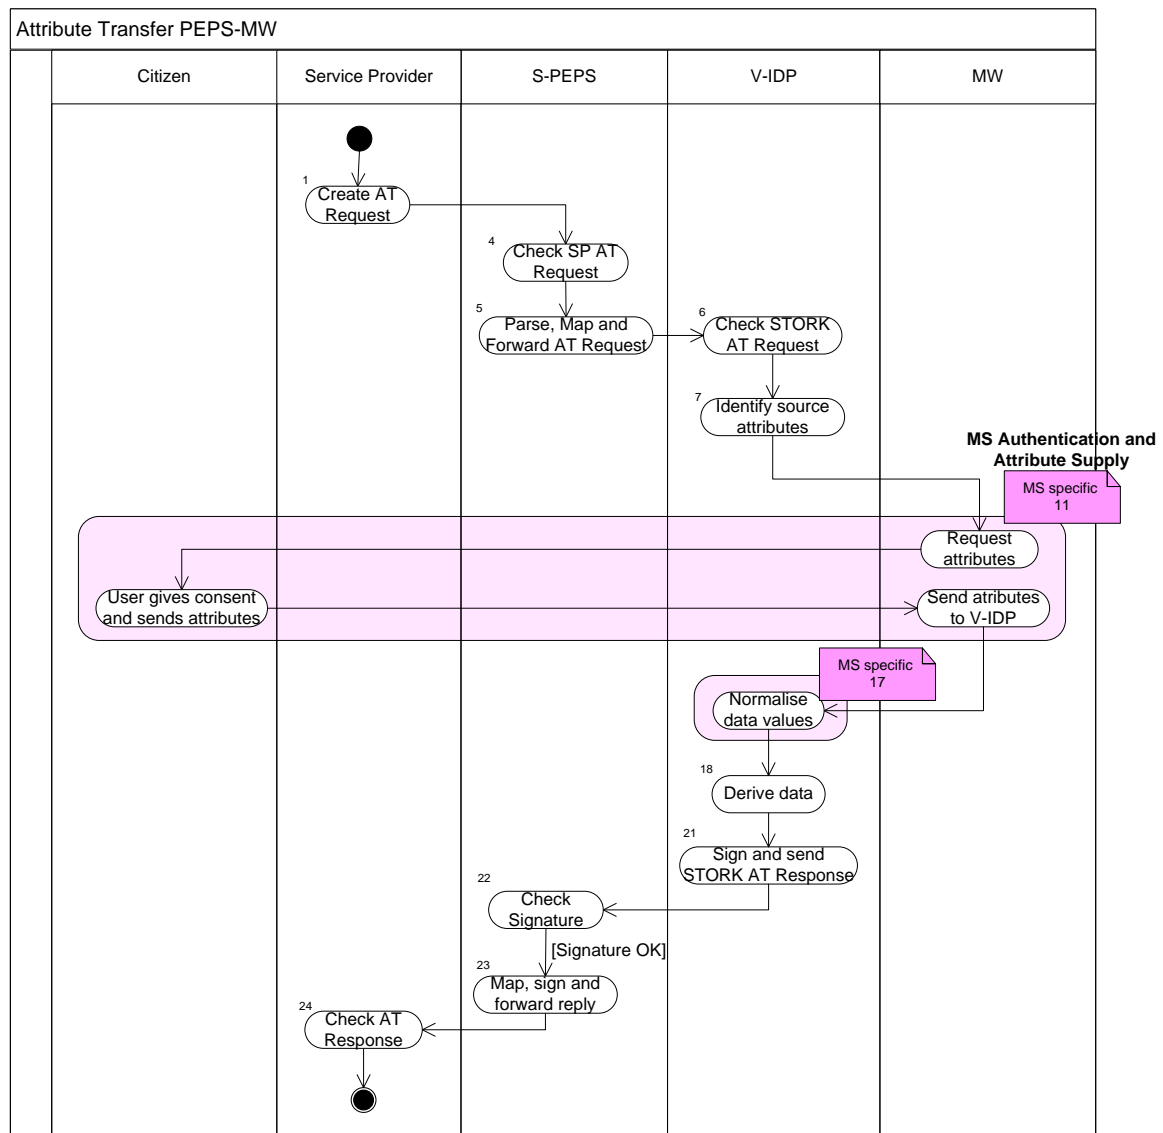 Attribute Transfer PEPS-MW
Citizen
Service Provider
S-PEPS
V-IDP
MW
1
Create AT
Request
4
Check SP AT
Request
5
Parse, Map and
Forward AT Request
6
Check STORK
AT Request
7
Identify source
attributes
MS Authentication and
Attribute Supply
MS specific
11
Request
attributes
User gives consent
and sends attributes
Send atributes
to V-IDP
MS specific
17
Normalise
data values
18
Derive data
21
Sign and send
STORK AT Response
22
Check
Signature
[Signature OK]
23
Map, sign and
forward reply
24
Check AT
Response